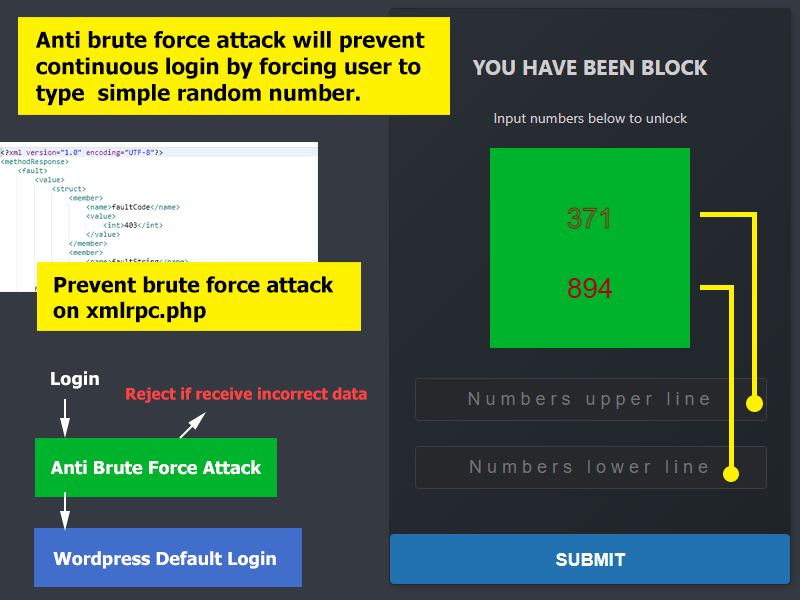 Anti brute force attack will prevent
continuous login by forcing user to
type simple random number.
<?xml version="1.0" encoding="UTF-8"?>
<methodResponse>
<fault>
<value>
<struct>
<member>
<name>faultCode</name>
<value>
<int>403</int>
</value>
</member>
<member>
<name>faultString</name>
Prevent brute force attack
on xmlrpc.php
Login
Reject if receive incorrect data
Anti Brute Force Attack
Wordpress Default Login
YOU HAVE BEEN BLOCK
Input numbers below to unlock
371
894
Numbers upper line
Numbers lower line
SUBMIT